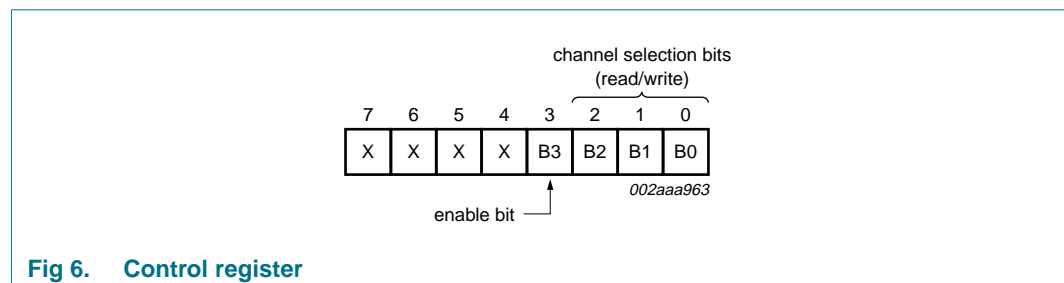 channel selection bits
(read/write)
7 6 5 4 3 2 1 0
X X X X B3 B2 B1 B0
002aaa963
enable bit
Fig 6. Control register